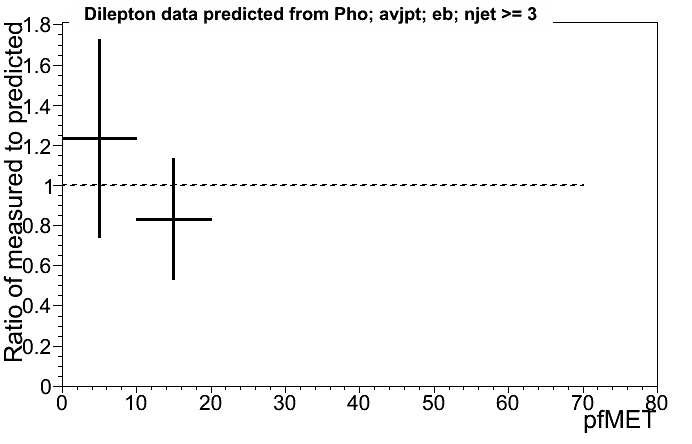 Dilepton data predicted from Pho; avjpt; eb; njet >= 3
Ratio of measured to predicted
1.8
1.6
1.4
1.2
1
0.8
0.6
0.4
0.2
0
0 10 20 30 40 50 60 70 80
pfMET